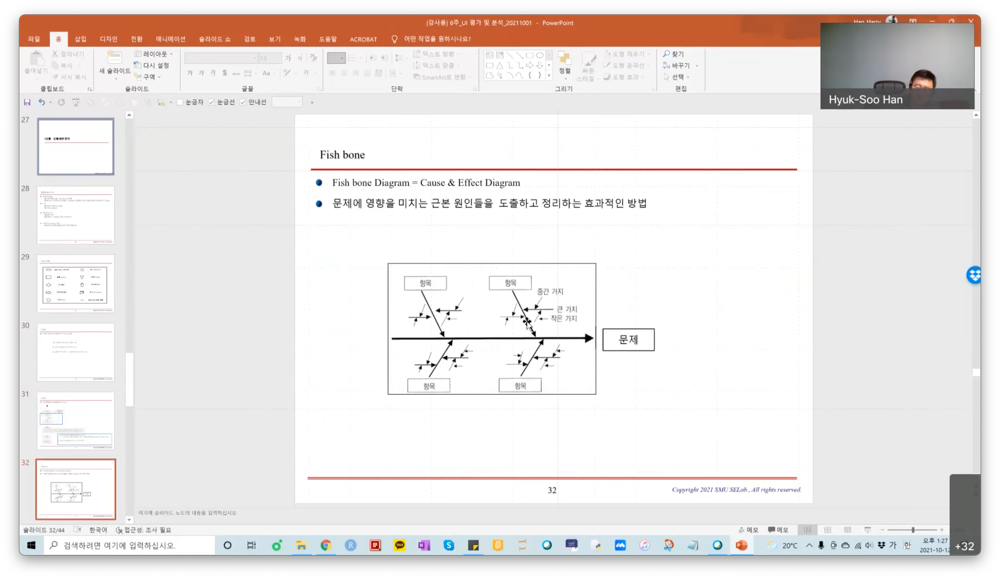 [강사용] 6주_UI 평가 및 분석_20211001 - PowerPoint
Han Harry
파일 홈 삽입 디자인 전환 애니메이션 슬라이드 쇼 검토 보기 녹화 도움말 ACROBAT 어떤 작업을 원하시나요?
붙여넣기
잘라내기
복사
서식 복사
클립보드
새 슬라이드
레이아웃
다시 설정
구역
슬라이드
13
가 가 가
가 가 가 S 간 Aa 가 가
글꼴
텍스트 방향
텍스트 맞춤
SmartArt로 변환
단락
정렬
빠른 스타일
도형 채우기
도형 윤곽선
도형 효과
그리기
찾기
바꾸기
선택
편집
Hyuk-Soo Han
눈금자 눈금선 안내선
27
28
29
30
31
32
Fish bone
Fish bone Diagram = Cause & Effect Diagram
문제에 영향을 미치는 근본 원인들을 도출하고 정리하는 효과적인 방법
항목
항목
중간 가지
큰 가지
작은 가지
문제
항목
항목
32
Copyright 2021 SMU SELab., All rights reserved.
여기에 슬라이드 노트의 내용을 입력하십시오
슬라이드 32/44 한국어 접근성: 조사 필요
메모 메모
검색하려면 여기에 입력하십시오.
TALK
20°C
가 한
오후 1:27
2021-10-12
+32